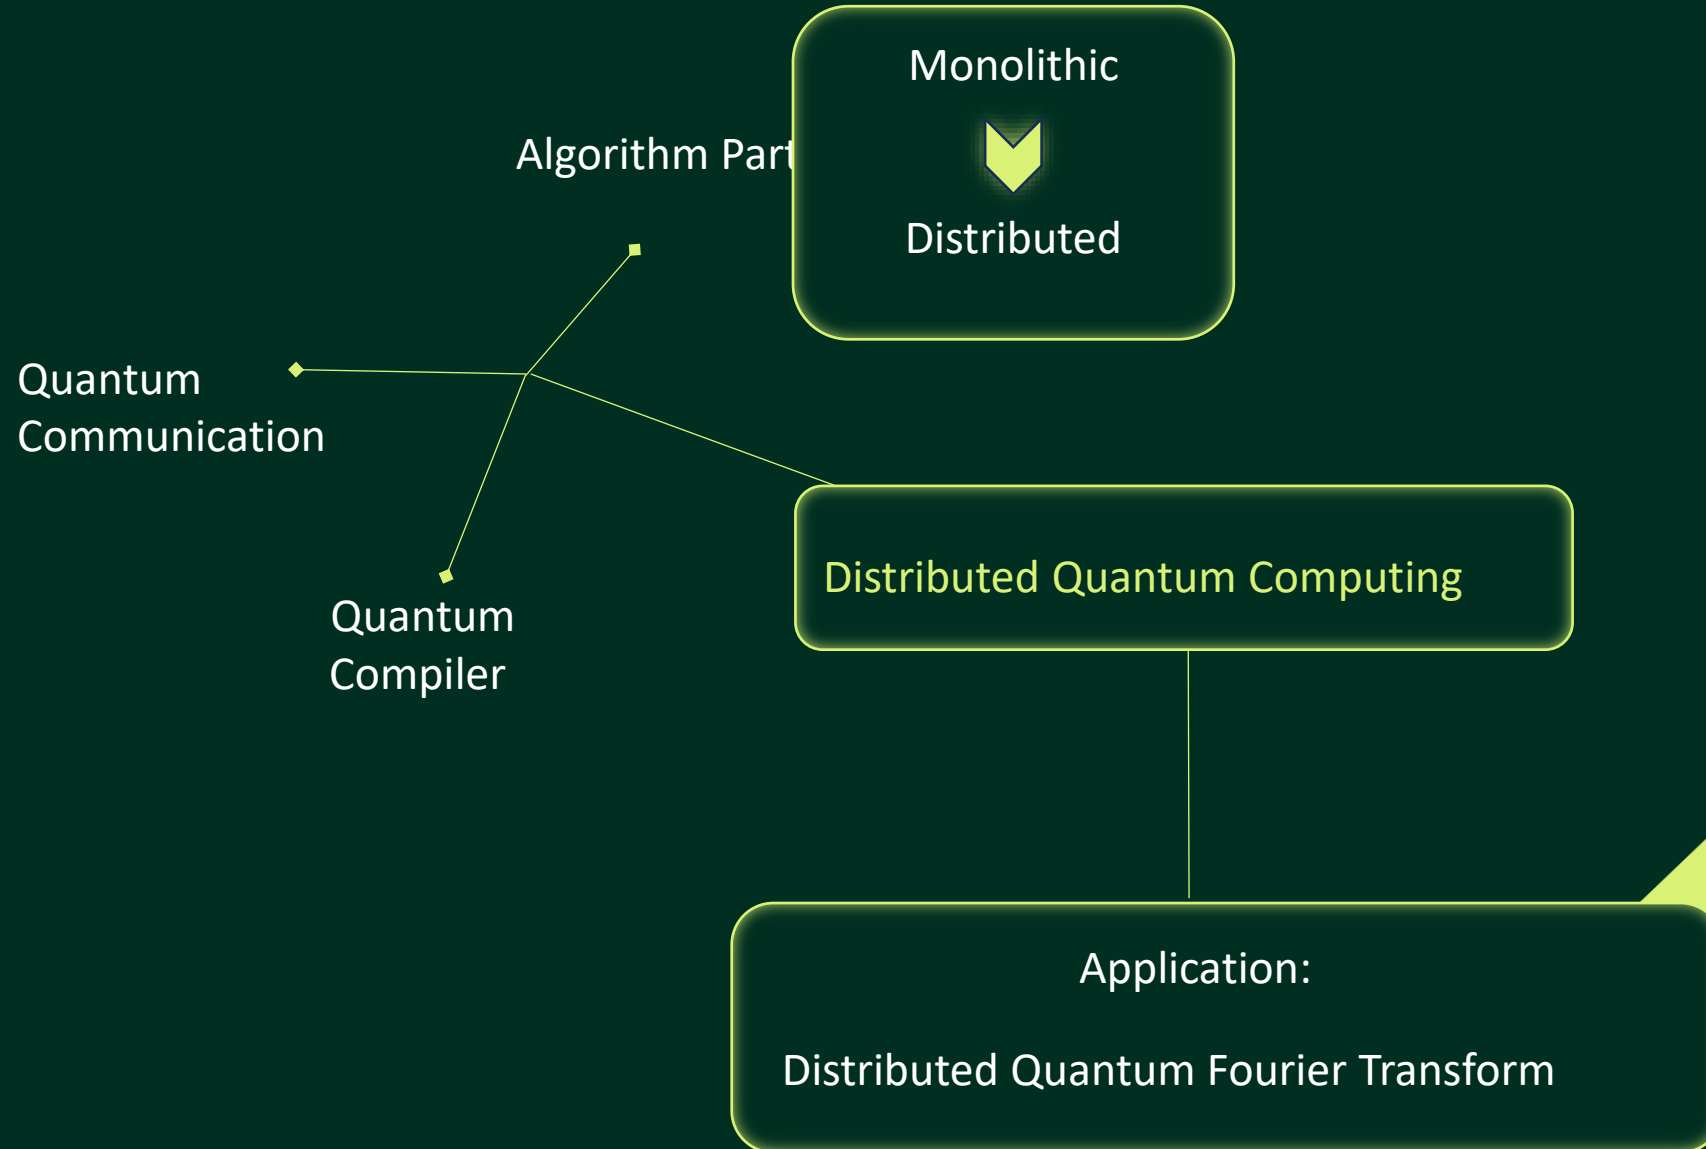 Monolithic
Algorithm Part
Distributed
Quantum
Communication
Distributed Quantum Computing
Quantum
Compiler
Application:
Distributed Quantum Fourier Transform